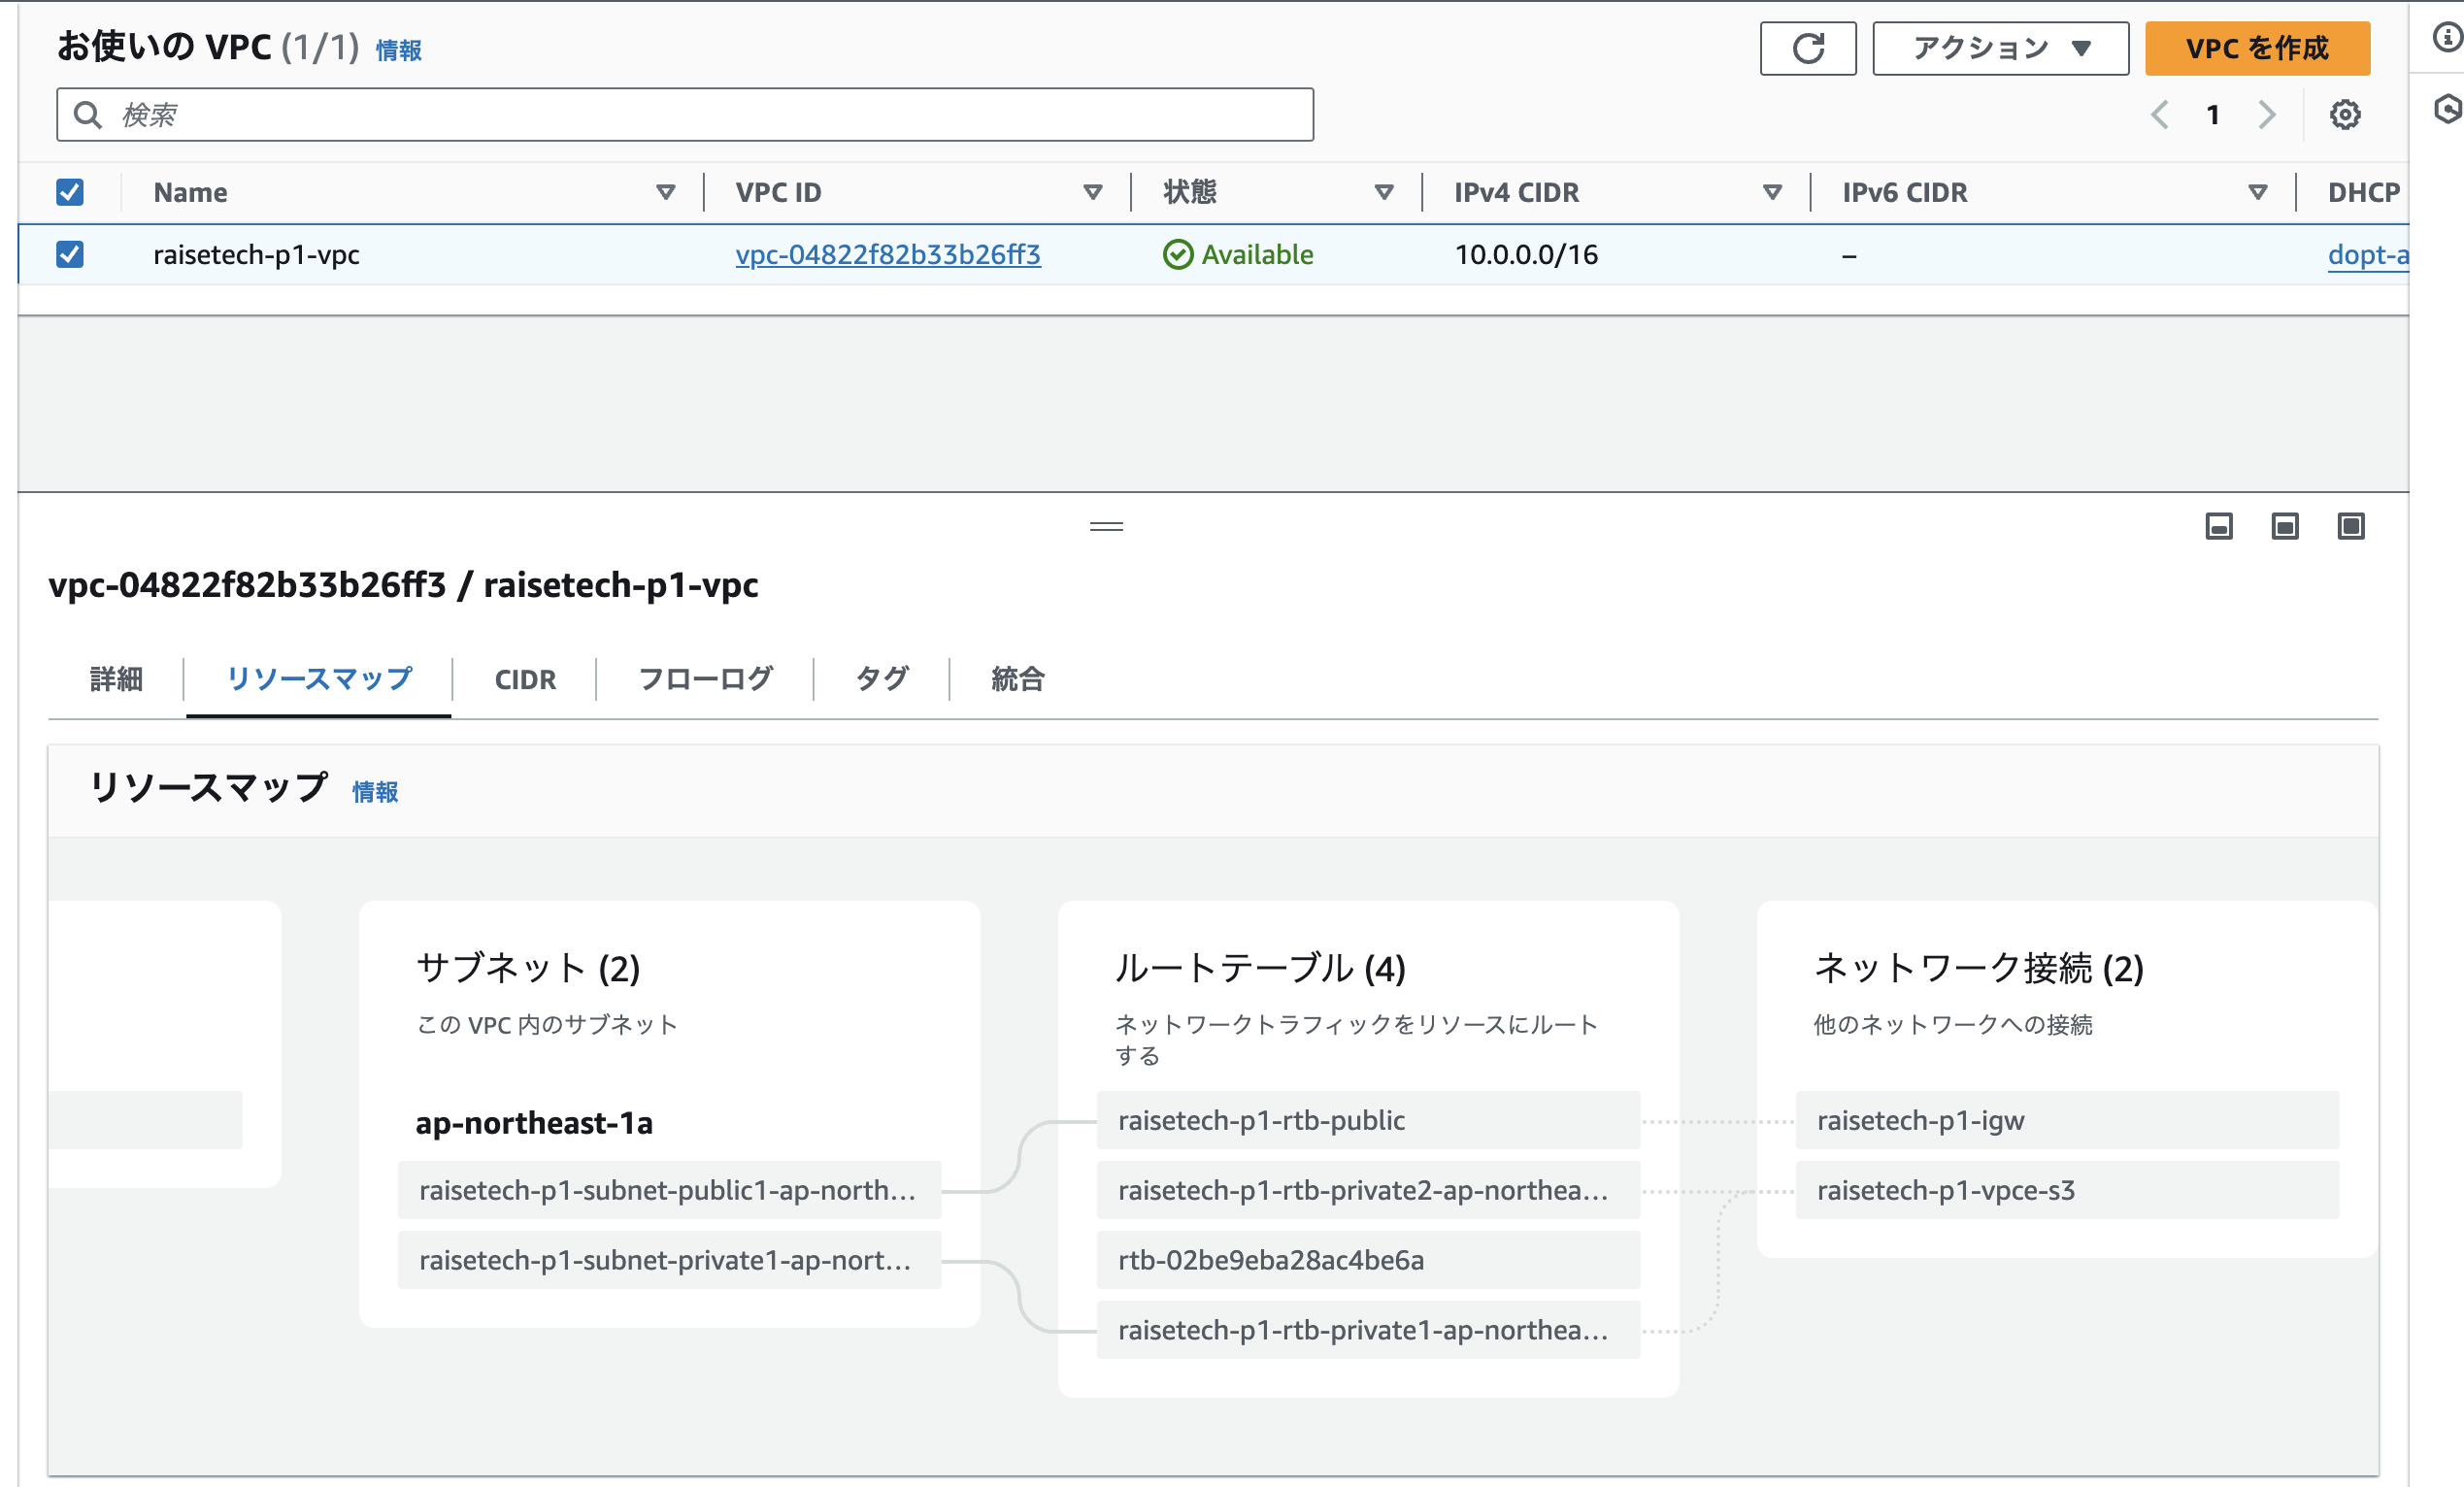 お使いの VPC (1/1) 情報
アクション
VPC を作成
検索
1
Name
VPC ID
状態
IPv4 CIDR
IPv6 CIDR
DHCP
raisetech-p1-vpc
vpc-04822f82b33b26ff3
Available
10.0.0.0/16
–
dopt-a
vpc-04822f82b33b26ff3 / raisetech-p1-vpc
詳細
リソースマップ
CIDR
フローログ
タグ
統合
リソースマップ 情報
サブネット (2)
この VPC 内のサブネット
ap-northeast-1a
raisetech-p1-subnet-public1-ap-north…
raisetech-p1-subnet-private1-ap-nort…
ルートテーブル (4)
ネットワークトラフィックをリソースにルート
する
raisetech-p1-rtb-public
raisetech-p1-rtb-private2-ap-northea…
rtb-02be9eba28ac4be6a
raisetech-p1-rtb-private1-ap-northea…
ネットワーク接続 (2)
他のネットワークへの接続
raisetech-p1-igw
raisetech-p1-vpce-s3